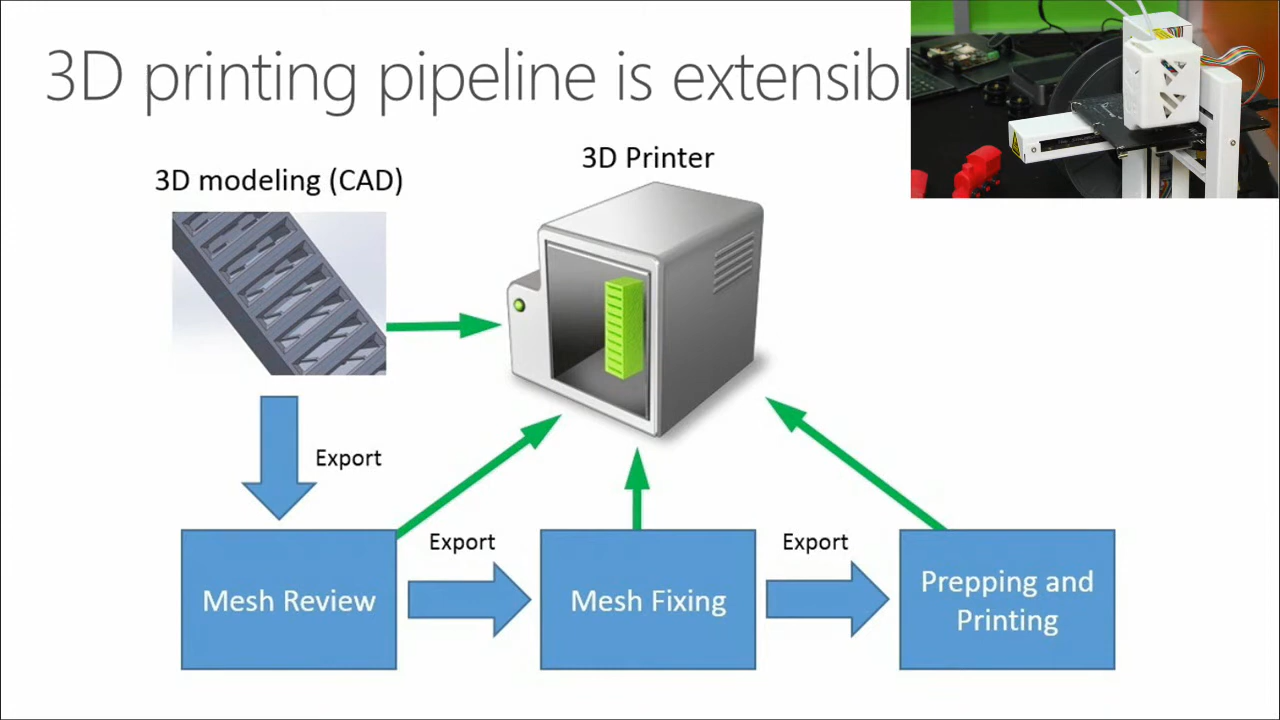 3D printing pipeline is extensibl
3D Printer
3D modeling (CAD)
Export
Export
Export
Mesh Review
Mesh Fixing
Prepping and
Printing